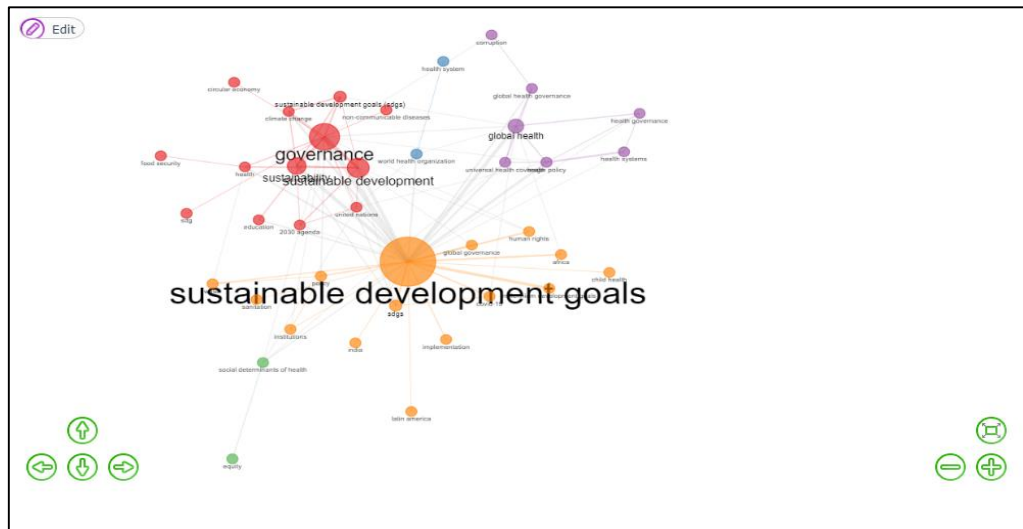 Edit
corruption
health system
circular economy
global health governance
sustainable development goals (sdgs)
climate change
non-communicable diseases
health governance
global health
governance
food security
world health organization
health systems
health
sustainability
universal health coverage
health policy
sustainable development
sdg
united nations
education
2030 agenda
human rights
global governance
africa
child health
policy
sustainable development goals
sanitation
covid-19
sdgs
institutions
india
implementation
social determinants of health
latin america
equity